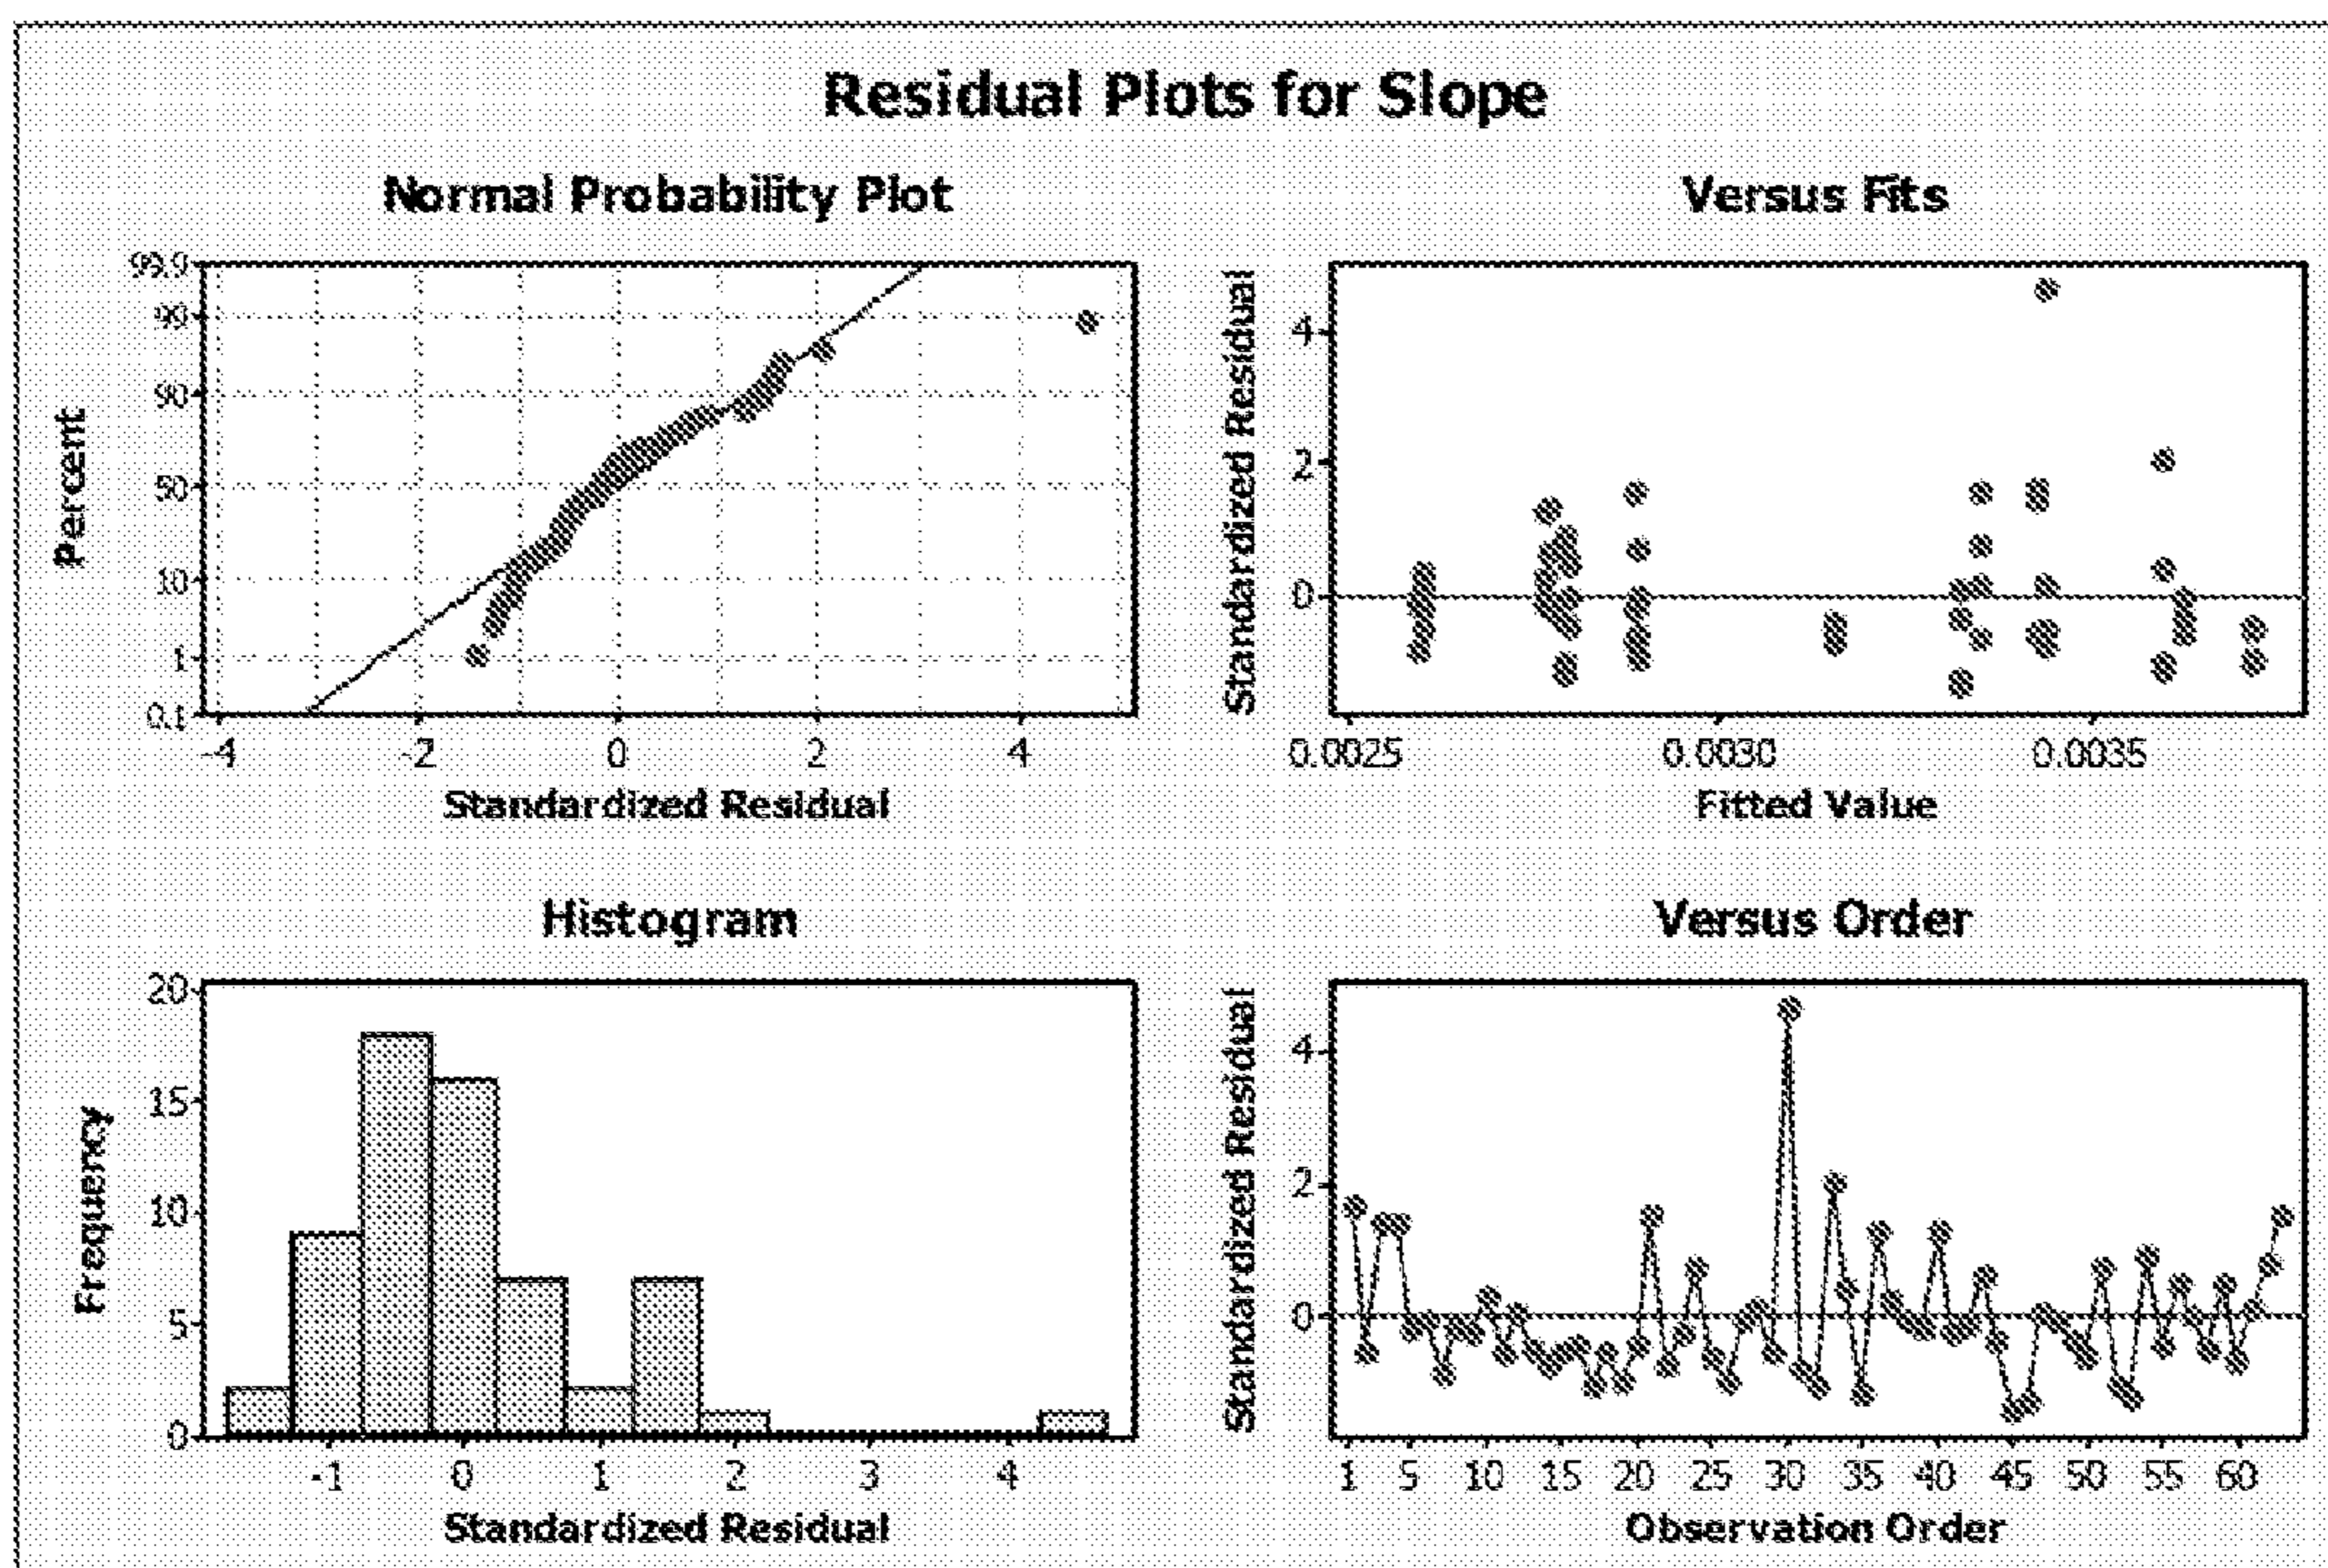 Residual Plots for Slope
Normal Probability Plot
Percent
99.9
99
90
50
10
1
0.1
-4 -2 0 2 4
Standardized Residual
Versus Fits
Standardized Residual
4
2
0
0.0025 0.0030 0.0035
Fitted Value
Histogram
Frequency
20
15
10
5
0
-1 0 1 2 3 4
Standardized Residual
Versus Order
Standardized Residual
4
2
0
1 5 10 15 20 25 30 35 40 45 50 55 60
Observation Order